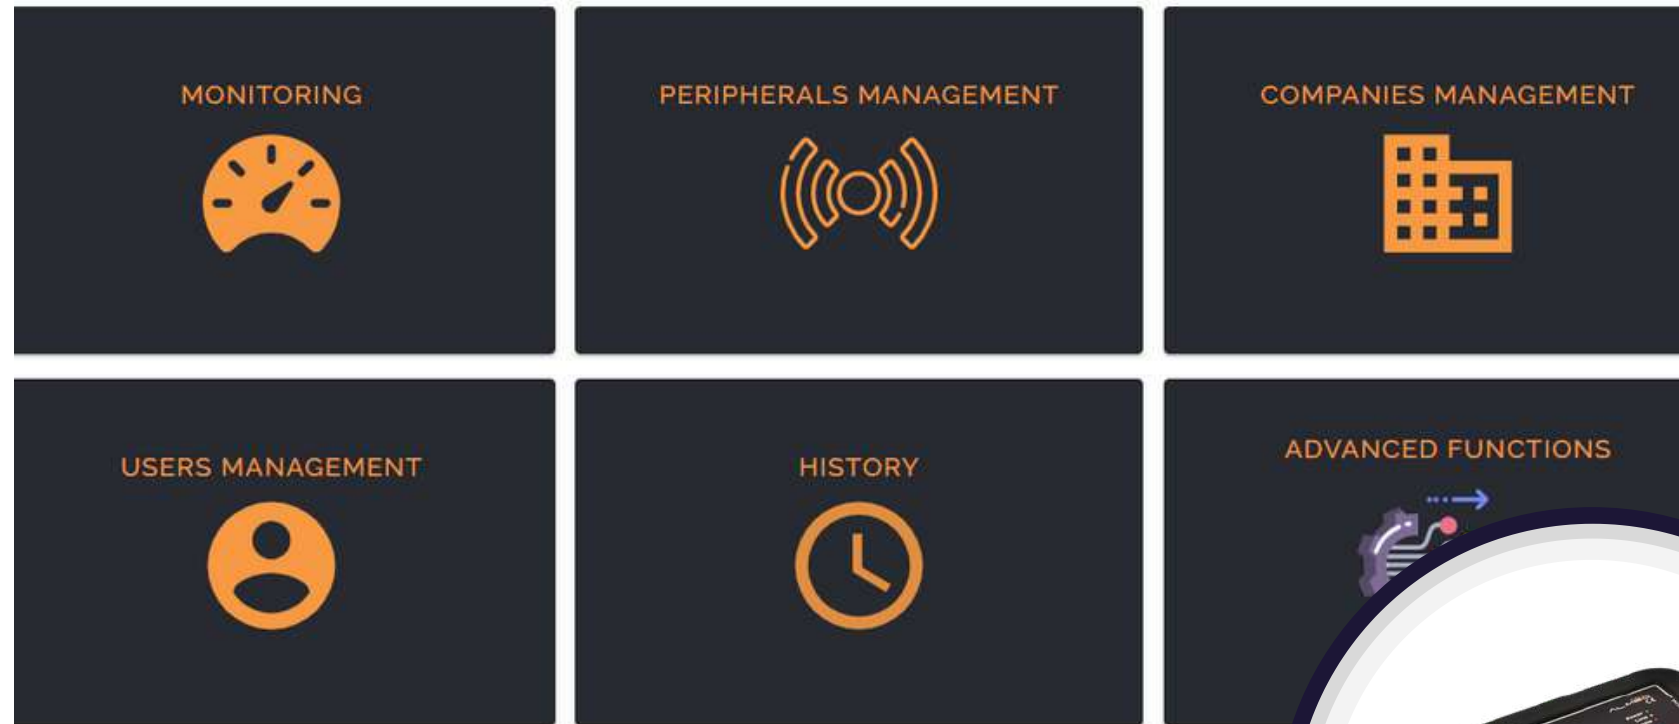 MONITORING
PERIPHERALS MANAGEMENT
COMPANIES MANAGEMENT
USERS MANAGEMENT
HISTORY
ADVANCED FUNCTIONS